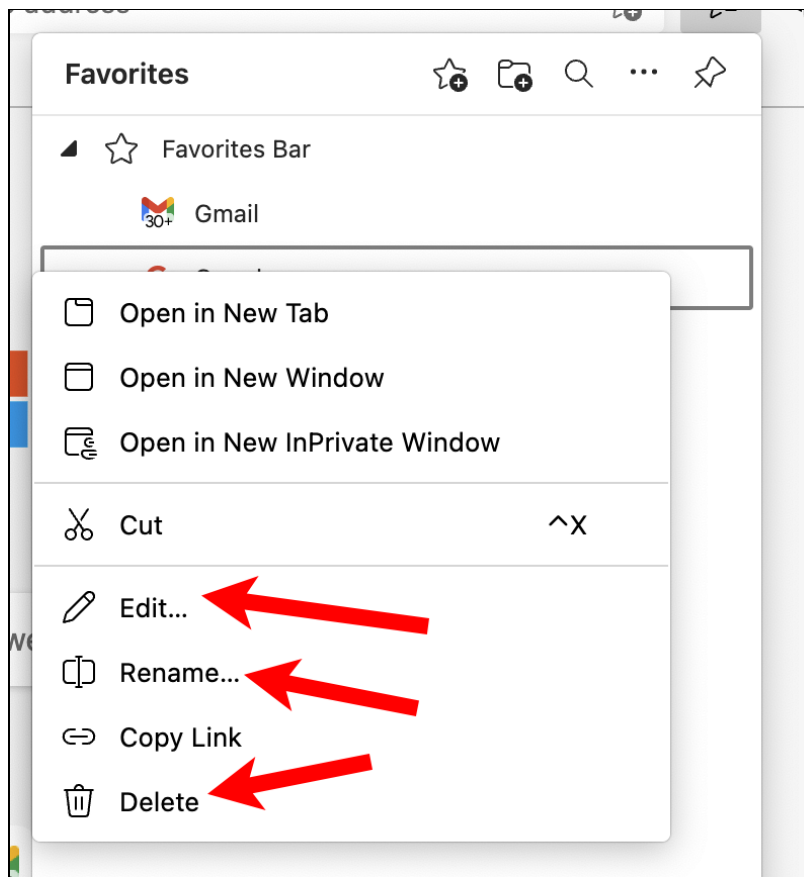 Favorites
Favorites Bar
30+
Gmail
Open in New Tab
Open in New Window
Open in New InPrivate Window
Cut ^X
Edit...
Rename...
Copy Link
Delete